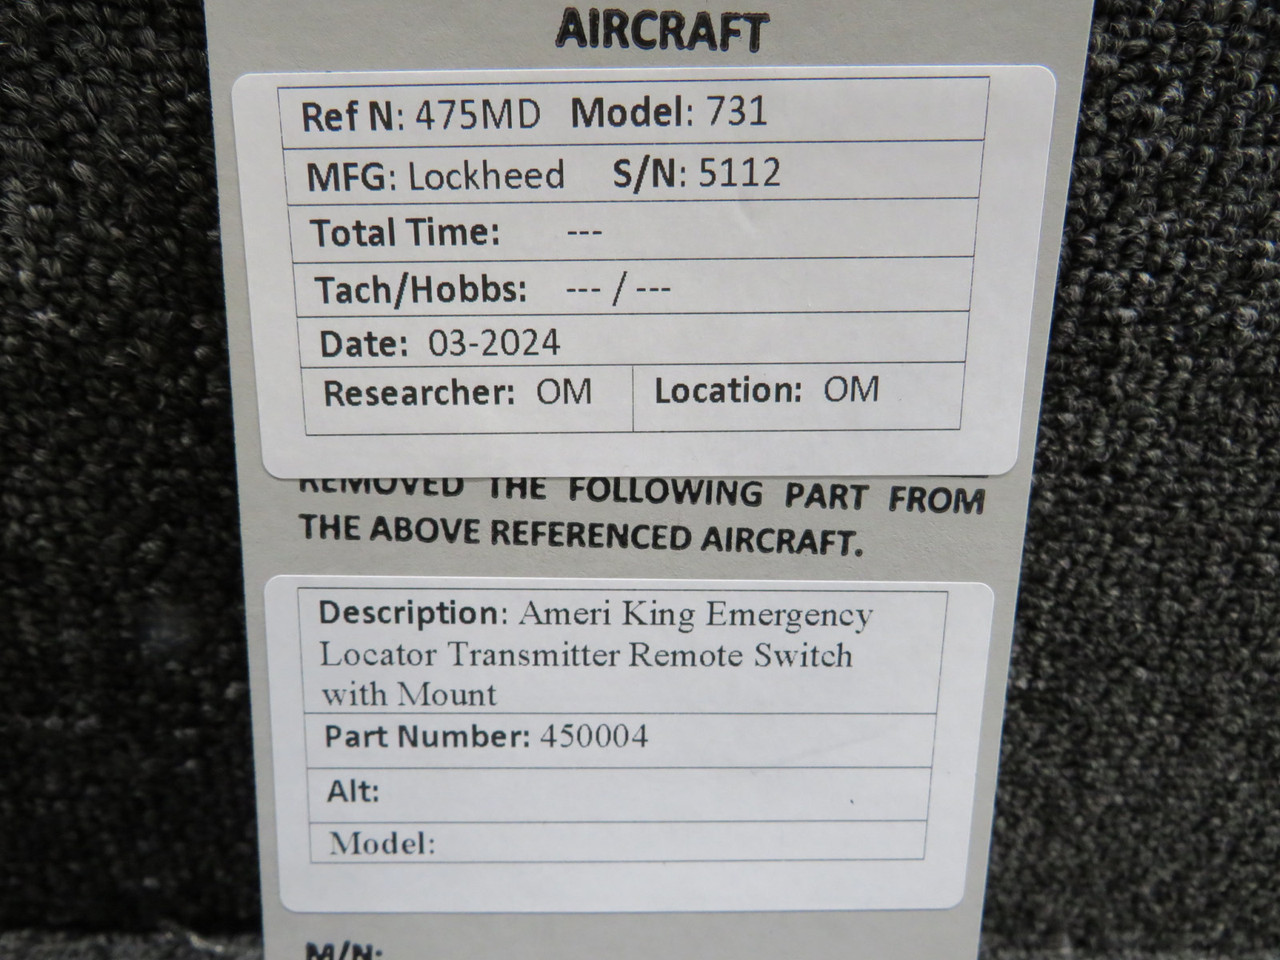 AIRCRAFT
Ref N: 475MD Model: 731
MFG: Lockheed S/N: 5112
Total Time: ---
Tach/Hobbs: --- / ---
Date: 03-2024
Researcher: OM Location: OM
REMOVED THE FOLLOWING PART FROM
THE ABOVE REFERENCED AIRCRAFT.
Description: Ameri King Emergency
Locator Transmitter Remote Switch
with Mount
Part Number: 450004
Alt:
Model:
M/N: